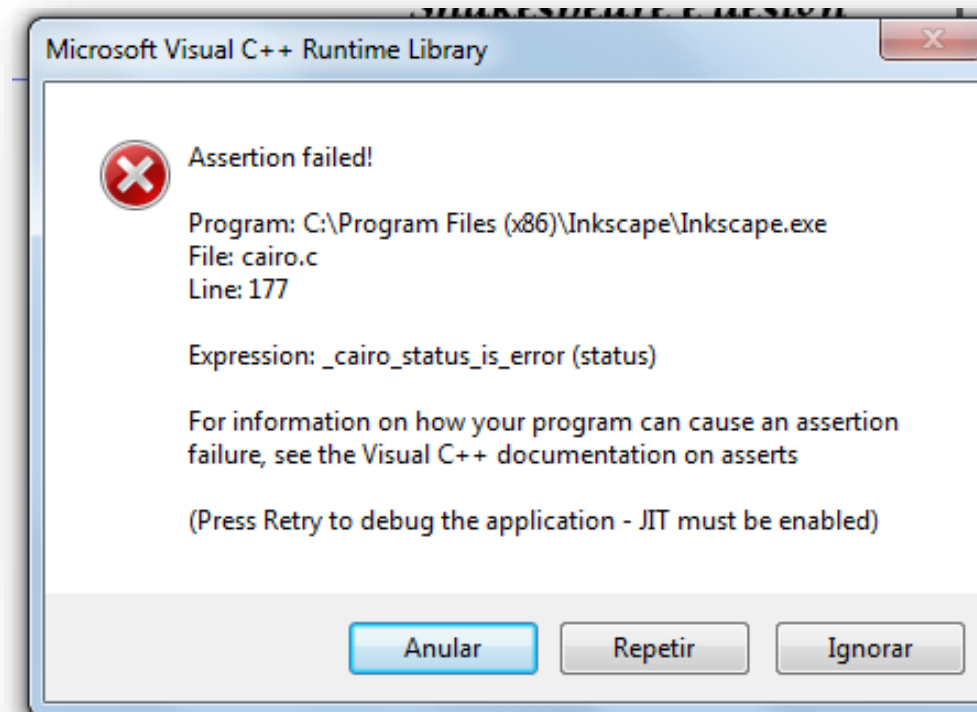 Shakespeare e design
Microsoft Visual C++ Runtime Library
Assertion failed!
Program: C:\Program Files (x86)\Inkscape\Inkscape.exe
File: cairo.c
Line: 177
Expression: _cairo_status_is_error (status)
For information on how your program can cause an assertion
failure, see the Visual C++ documentation on asserts
(Press Retry to debug the application - JIT must be enabled)
Anular Repetir Ignorar